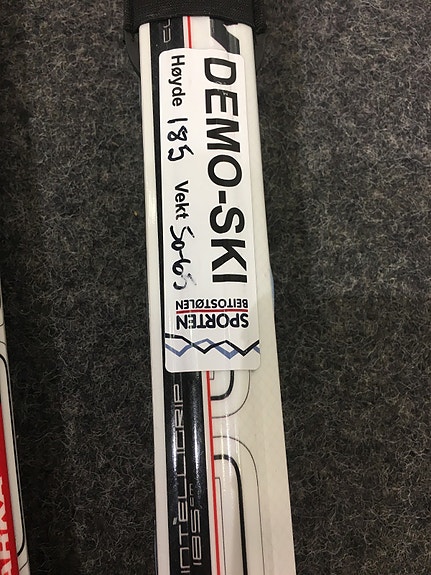 DEMO-SKI
Høyde 185 Vekt 50-65
SPORTEN
BEITOSTØLEN
INTELLIGRIP
185